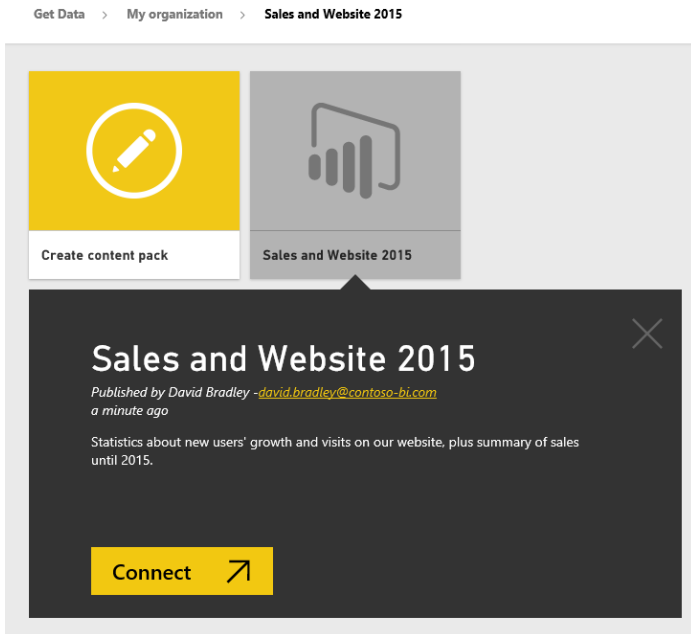 Get Data > My organization > Sales and Website 2015
Create content pack
Sales and Website 2015
Sales and Website 2015
Published by David Bradley -david.bradley@contoso-bi.com
a minute ago
Statistics about new users' growth and visits on our website, plus summary of sales
until 2015.
Connect